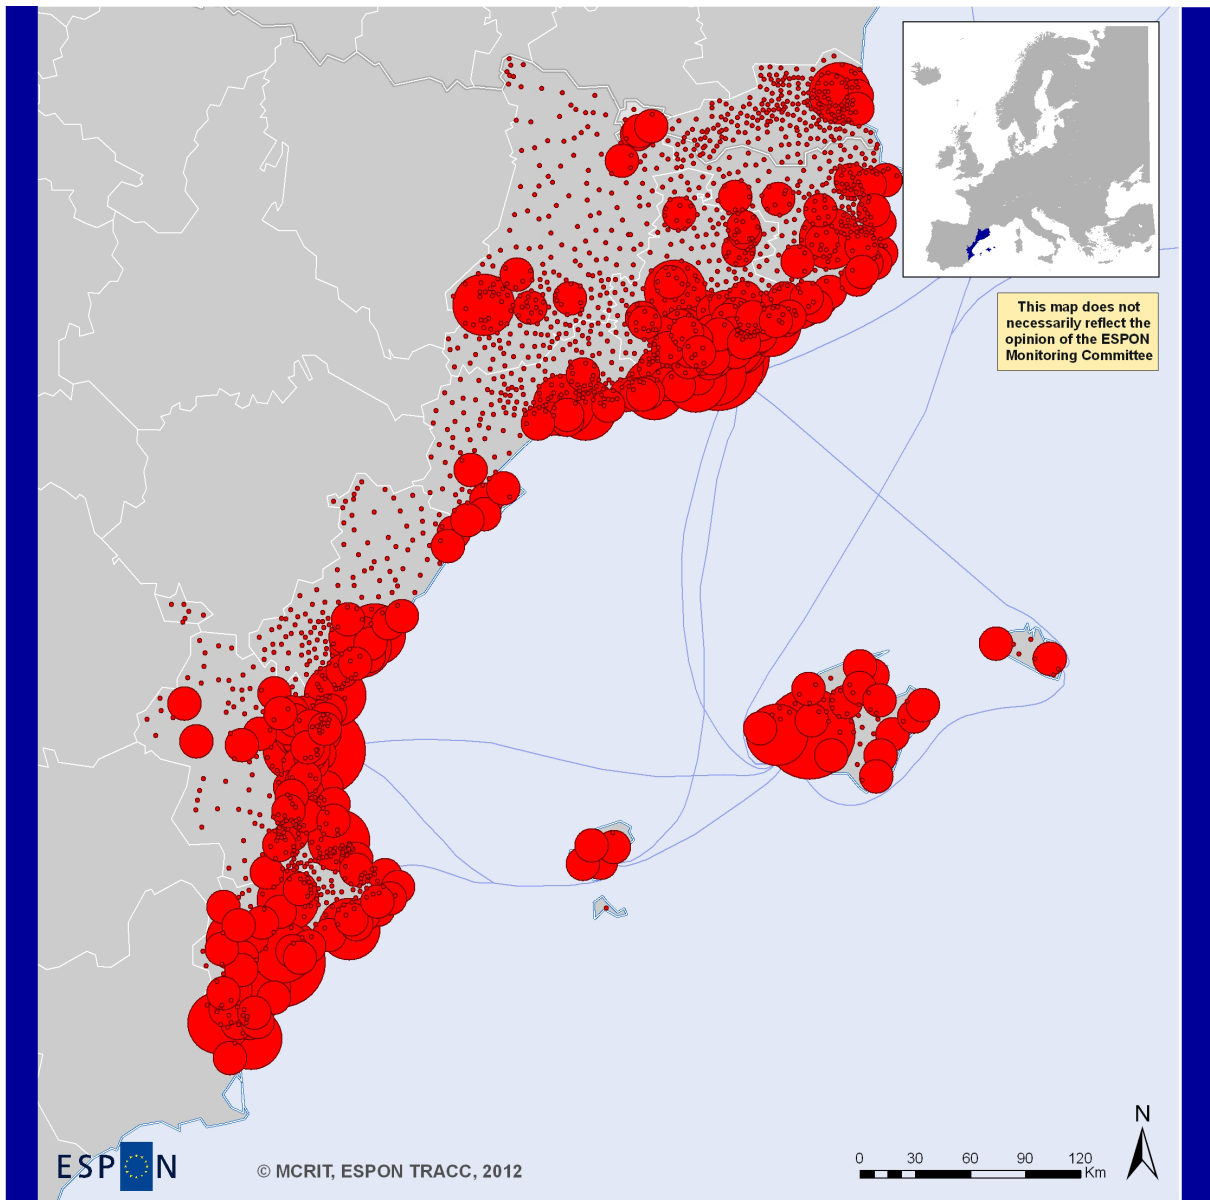 This map does not
necessarily reflect the
opinion of the ESPON
Monitoring Committee
N
0 30 60 90 120
Km
ESPON
© MCRIT, ESPON TRACC, 2012